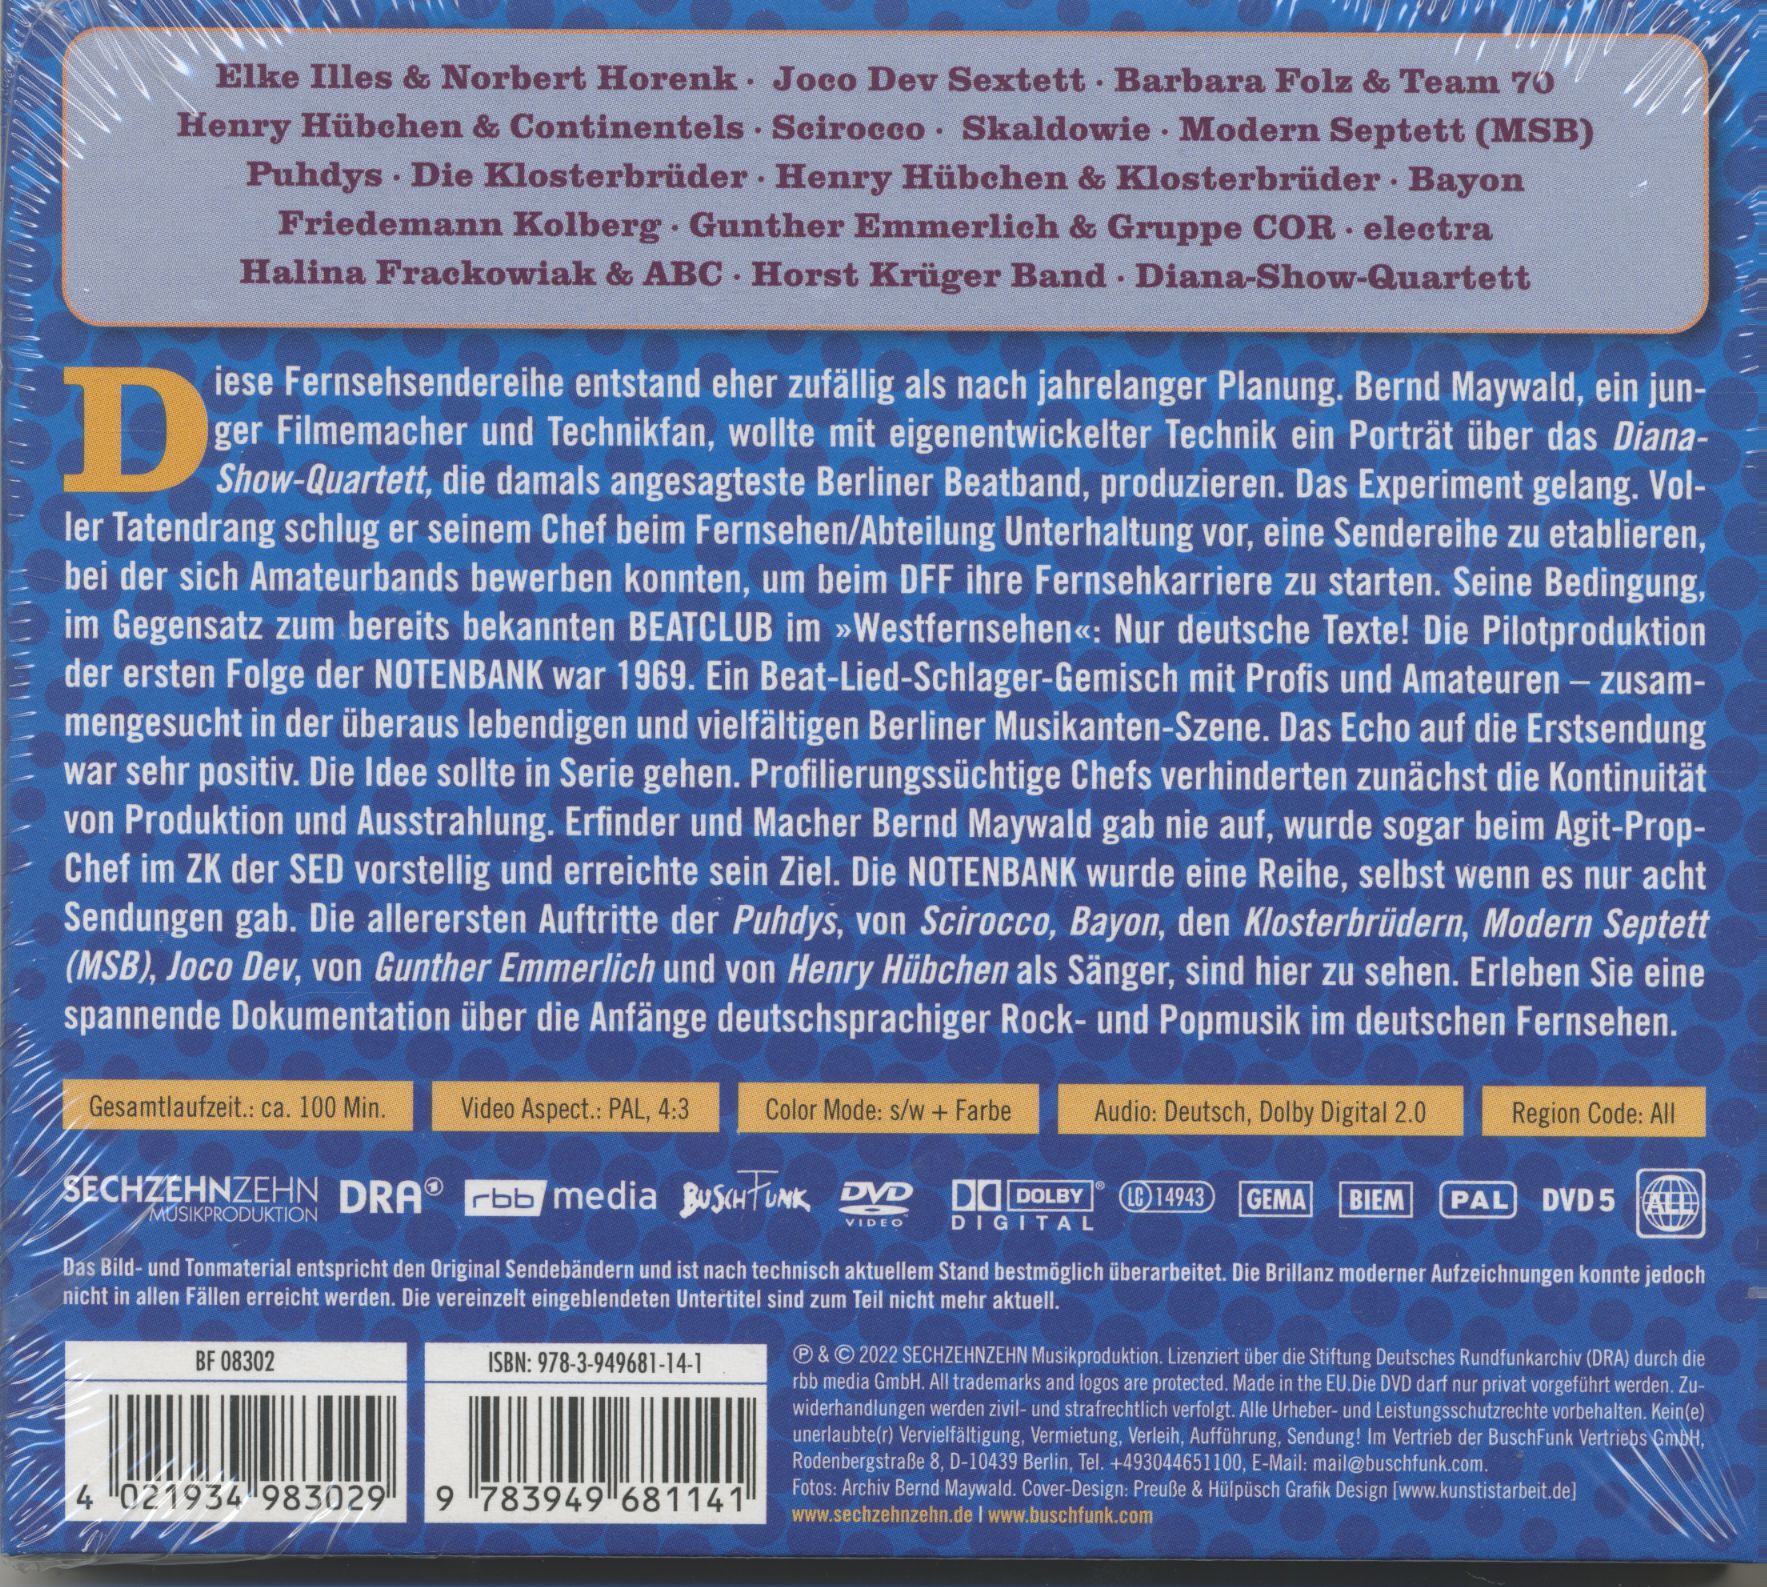 Elke Illes & Norbert Horenk · Joco Dev Sextett · Barbara Folz & Team 70
Henry Hübchen & Continentels · Scirocco · Skaldowie · Modern Septett (MSB)
Puhdys · Die Klosterbrüder · Henry Hübchen & Klosterbrüder · Bayon
Friedemann Kolberg · Gunther Emmerlich & Gruppe COR · electra
Halina Frackowiak & ABC · Horst Krüger Band · Diana-Show-Quartett
Diese Fernsehsendereihe entstand eher zufällig als nach jahrelanger Planung. Bernd Maywald, ein jun-
ger Filmemacher und Technikfan, wollte mit eigenentwickelter Technik ein Porträt über das Diana-
Show-Quartett, die damals angesagteste Berliner Beatband, produzieren. Das Experiment gelang. Vol-
ler Tatendrang schlug er seinem Chef beim Fernsehen/Abteilung Unterhaltung vor, eine Sendereihe zu etablieren,
bei der sich Amateurbands bewerben konnten, um beim DFF ihre Fernsehkarriere zu starten. Seine Bedingung,
im Gegensatz zum bereits bekannten BEATCLUB im »Westfernsehen«: Nur deutsche Texte! Die Pilotproduktion
der ersten Folge der NOTENBANK war 1969. Ein Beat-Lied-Schlager-Gemisch mit Profis und Amateuren – zusam-
mengesucht in der überaus lebendigen und vielfältigen Berliner Musikanten-Szene. Das Echo auf die Erstsendung
war sehr positiv. Die Idee sollte in Serie gehen. Profilierungssüchtige Chefs verhinderten zunächst die Kontinuität
von Produktion und Ausstrahlung. Erfinder und Macher Bernd Maywald gab nie auf, wurde sogar beim Agit-Prop-
Chef im ZK der SED vorstellig und erreichte sein Ziel. Die NOTENBANK wurde eine Reihe, selbst wenn es nur acht
Sendungen gab. Die allerersten Auftritte der Puhdys, von Scirocco, Bayon, den Klosterbrüdern, Modern Septett
(MSB), Joco Dev, von Gunther Emmerlich und von Henry Hübchen als Sänger, sind hier zu sehen. Erleben Sie eine
spannende Dokumentation über die Anfänge deutschsprachiger Rock- und Popmusik im deutschen Fernsehen.
Gesamtlaufzeit.: ca. 100 Min. Video Aspect.: PAL, 4:3 Color Mode: s/w + Farbe Audio: Deutsch, Dolby Digital 2.0 Region Code: All
SECHZEHNZEHN MUSIKPRODUKTION DRA rbb media BUSCHFUNK DVD VIDEO DOLBY DIGITAL LC 14943 GEMA BIEM PAL DVD 5 ALL
Das Bild- und Tonmaterial entspricht den Original Sendebändern und ist nach technisch aktuellem Stand bestmöglich überarbeitet. Die Brillanz moderner Aufzeichnungen konnte jedoch
nicht in allen Fällen erreicht werden. Die vereinzelt eingeblendeten Untertitel sind zum Teil nicht mehr aktuell.
BF 08302
4 021934 983029
ISBN: 978-3-949681-14-1
9 783949 681141
℗ & © 2022 SECHZEHNZEHN Musikproduktion. Lizenziert über die Stiftung Deutsches Rundfunkarchiv (DRA) durch die
rbb media GmbH. All trademarks and logos are protected. Made in the EU.Die DVD darf nur privat vorgeführt werden. Zu-
widerhandlungen werden zivil- und strafrechtlich verfolgt. Alle Urheber- und Leistungsschutzrechte vorbehalten. Kein(e)
unerlaubte(r) Vervielfältigung, Vermietung, Verleih, Aufführung, Sendung! Im Vertrieb der BuschFunk Vertriebs GmbH,
Rodenbergstraße 8, D-10439 Berlin, Tel. +493044651100, E-Mail: mail@buschfunk.com.
Fotos: Archiv Bernd Maywald. Cover-Design: Preuße & Hülpüsch Grafik Design [www.kunstistarbeit.de]
www.sechzehnzehn.de | www.buschfunk.com